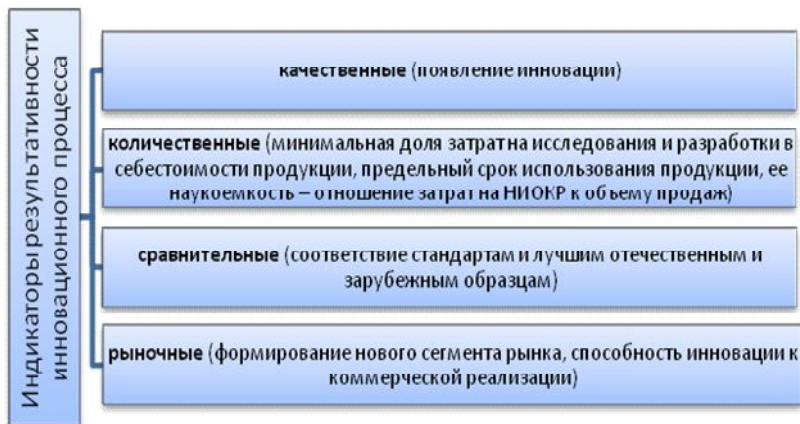 Индикаторы результативности
инновационного процесса
качественные (появление инновации)
количественные (минимальная доля затрат на исследования и разработки в
себестоимости продукции, предельный срок использования продукции, ее
наукоемкость – отношение затрат на НИОКР к объему продаж)
сравнительные (соответствие стандартам и лучшим отечественным и
зарубежным образцам)
рыночные (формирование нового сегмента рынка, способность инновации к
коммерческой реализации)